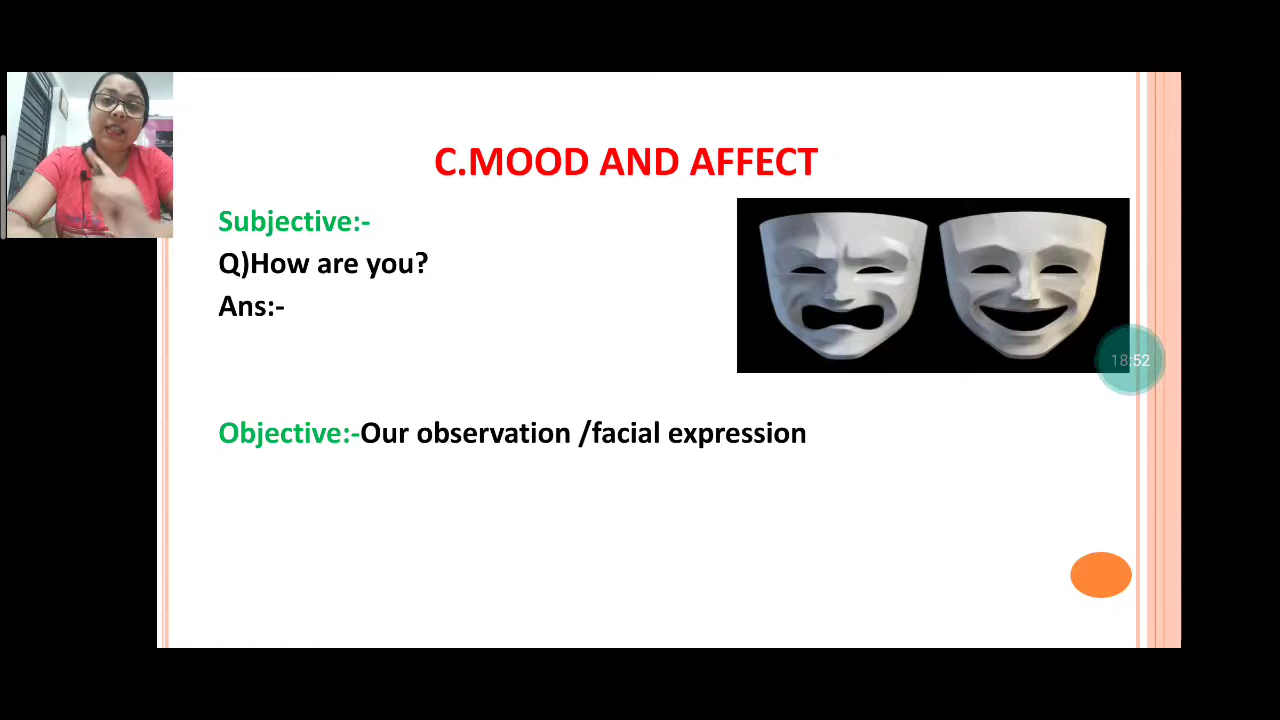 C.MOOD AND AFFECT
Subjective:-
Q)How are you?
Ans:-
18:52
Objective:-Our observation /facial expression